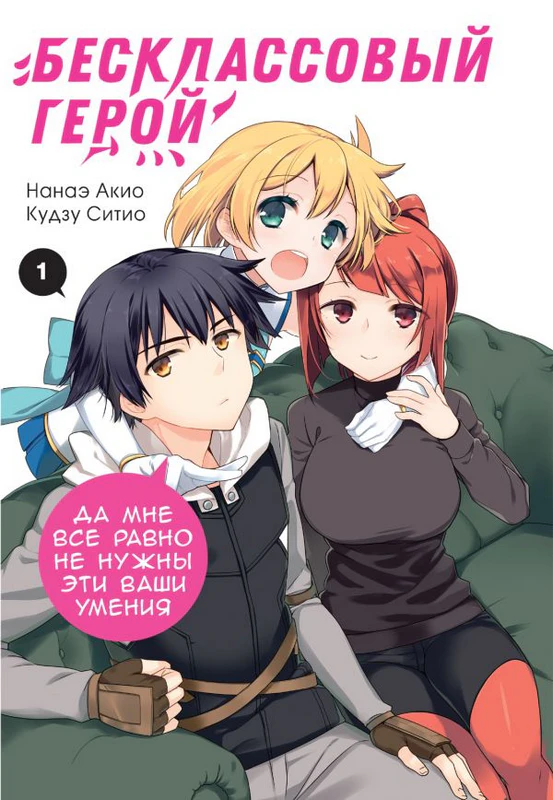 БЕСКЛАССОВЫЙ
ГЕРОЙ
Нанаэ Акио
Кудзу Ситио
1
ДА МНЕ
ВСЕ РАВНО
НЕ НУЖНЫ
ЭТИ ВАШИ
УМЕНИЯ